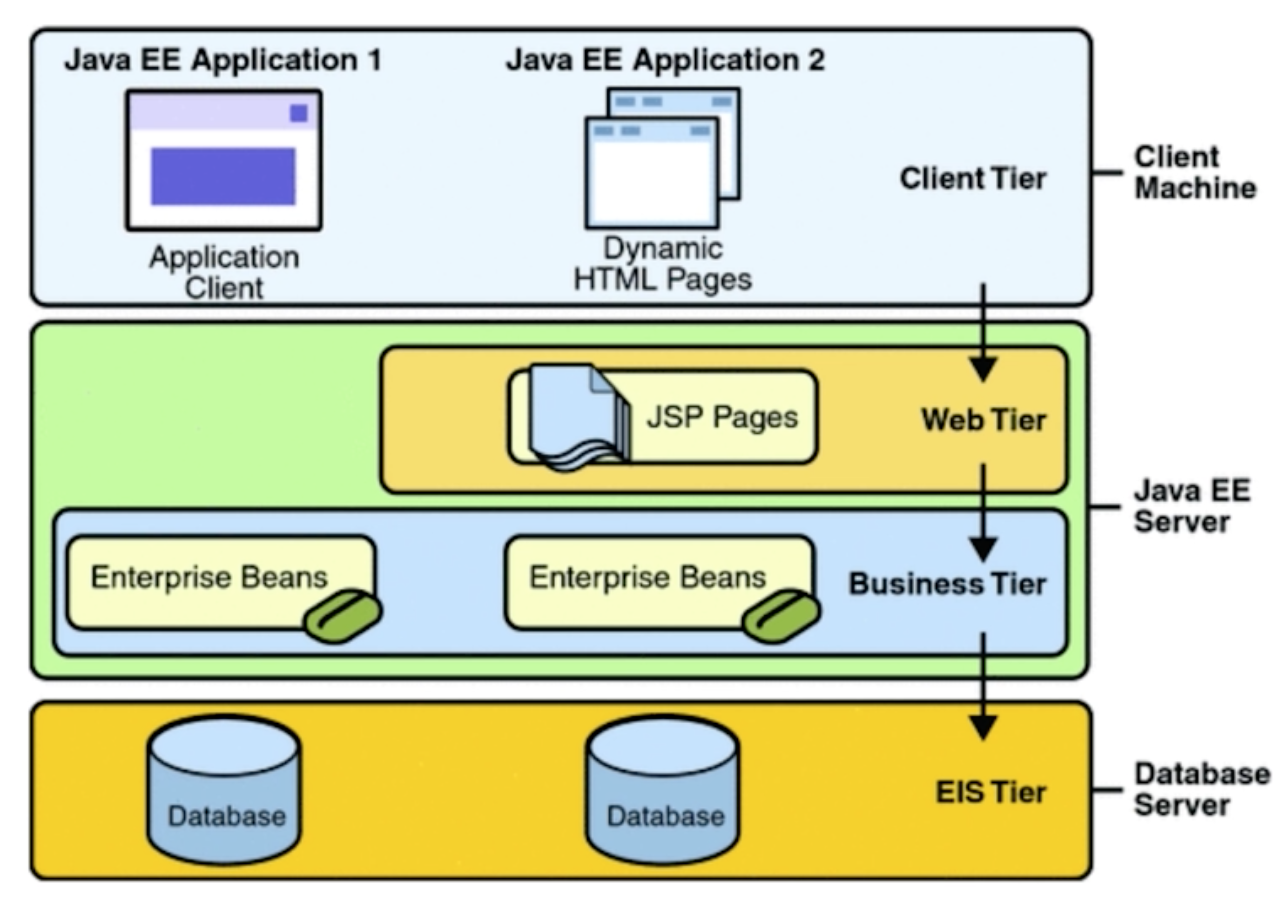 Java EE Application 1
Java EE Application 2
Application
Client
Dynamic
HTML Pages
Client Tier
Client
Machine
JSP Pages
Web Tier
Java EE
Server
Enterprise Beans
Enterprise Beans
Business Tier
Database
Database
EIS Tier
Database
Server